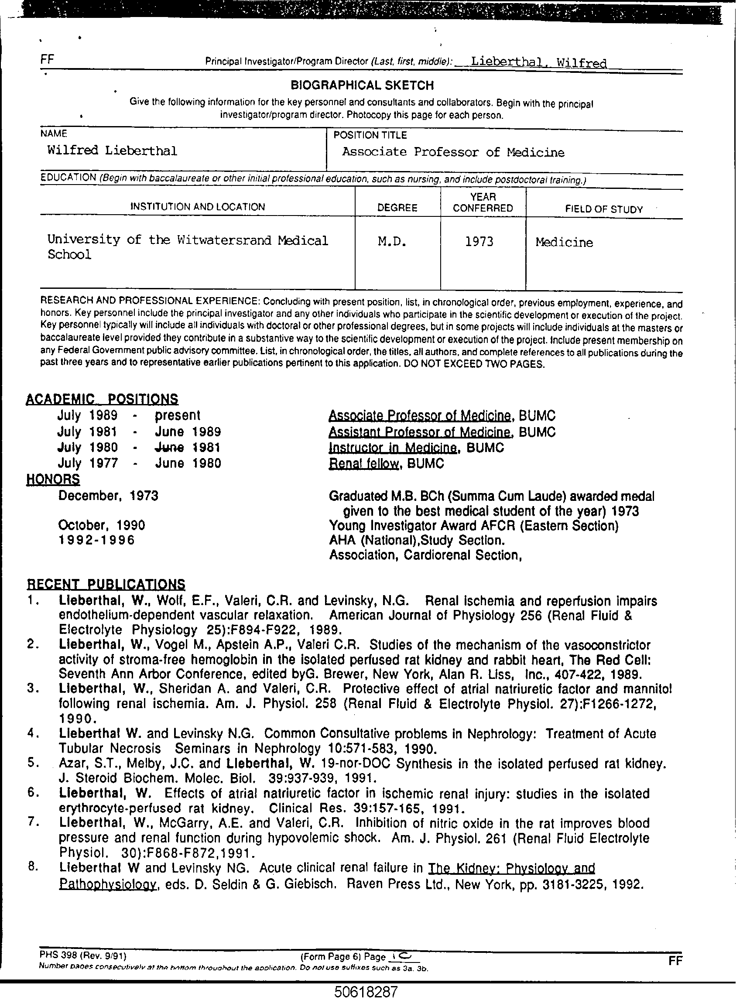 FF
Principal Investigator/Program Director (Last, first, middle): Lieberthal, Wilfred
BIOGRAPHICAL SKETCH
Give the following information for the key personnel and consultants and collaborators. Begin with the principal
investigator/program director. Photocopy this page for each person.
NAME
POSITION TITLE
Wilfred Lieberthal
Associate Professor of Medicine
EDUCATION (Begin with baccalaureate or other initial professional education, such as nursing, and include postdoctoral training.)
INSTITUTION AND LOCATION
DEGREE
YEAR
CONFERRED
FIELD OF STUDY
University of the Witwatersrand Medical
School
M.D.
1973
Medicine
RESEARCH AND PROFESSIONAL EXPERIENCE: Concluding with present position, list, in chronological order, previous employment, experience, and
honors. Key personnel include the principal investigator and any other individuals who participate in the scientific development or execution of the project.
Key personnel typically will include all individuals with doctoral or other professional degrees, but in some projects will include individuals at the masters or
baccalaureate level provided they contribute in a substantive way to the scientific development or execution of the project. Include present membership on
any Federal Government public advisory committee. List, in chronological order, the titles, all authors, and complete references to all publications during the
past three years and to representative earlier publications pertinent to this application. DO NOT EXCEED TWO PAGES.
ACADEMIC POSITIONS
July 1989 - present Associate Professor of Medicine, BUMC
July 1981 - June 1989 Assistant Professor of Medicine, BUMC
July 1980 - June 1981 Instructor in Medicine, BUMC
July 1977 - June 1980 Renal fellow, BUMC
HONORS
December, 1973 Graduated M.B. BCh (Summa Cum Laude) awarded medal
given to the best medical student of the year) 1973
October, 1990 Young Investigator Award AFCR (Eastern Section)
1992-1996 AHA (National),Study Section.
Association, Cardiorenal Section,
RECENT PUBLICATIONS
1. Lieberthal, W., Wolf, E.F., Valeri, C.R. and Levinsky, N.G. Renal Ischemia and reperfusion impairs
endothelium-dependent vascular relaxation. American Journal of Physiology 256 (Renal Fluid &
Electrolyte Physiology 25):F894-F922, 1989.
2. Lieberthal, W., Vogel M., Apstein A.P., Valeri C.R. Studies of the mechanism of the vasoconstrictor
activity of stroma-free hemoglobin in the isolated perfused rat kidney and rabbit heart, The Red Cell:
Seventh Ann Arbor Conference, edited byG. Brewer, New York, Alan R. Liss, Inc., 407-422, 1989.
3. Lieberthal, W., Sheridan A. and Valeri, C.R. Protective effect of atrial natriuretic factor and mannitol
following renal ischemia. Am. J. Physiol. 258 (Renal Fluid & Electrolyte Physiol. 27):F1266-1272,
1990.
4. Lieberthal W. and Levinsky N.G. Common Consultative problems in Nephrology: Treatment of Acute
Tubular Necrosis Seminars in Nephrology 10:571-583, 1990.
5. Azar, S.T., Melby, J.C. and Lieberthal, W. 19-nor-DOC Synthesis in the isolated perfused rat kidney.
J. Steroid Biochem. Molec. Biol. 39:937-939, 1991.
6. Lieberthal, W. Effects of atrial natriuretic factor in ischemic renal injury: studies in the isolated
erythrocyte-perfused rat kidney. Clinical Res. 39:157-165, 1991.
7. Lieberthal, W., McGarry, A.E. and Valeri, C.R. Inhibition of nitric oxide in the rat improves blood
pressure and renal function during hypovolemic shock. Am. J. Physiol. 261 (Renal Fluid Electrolyte
Physiol. 30):F868-F872,1991.
8. Lieberthal W and Levinsky NG. Acute clinical renal failure in The Kidney: Physiology and
Pathophysiology, eds. D. Seldin & G. Giebisch. Raven Press Ltd., New York, pp. 3181-3225, 1992.
PHS 398 (Rev. 9/91)
(Form Page 6) Page
FF
Number pages consecutively at the bottom throughout the application. Do not use suffixes such as 3a, 3b.
50618287